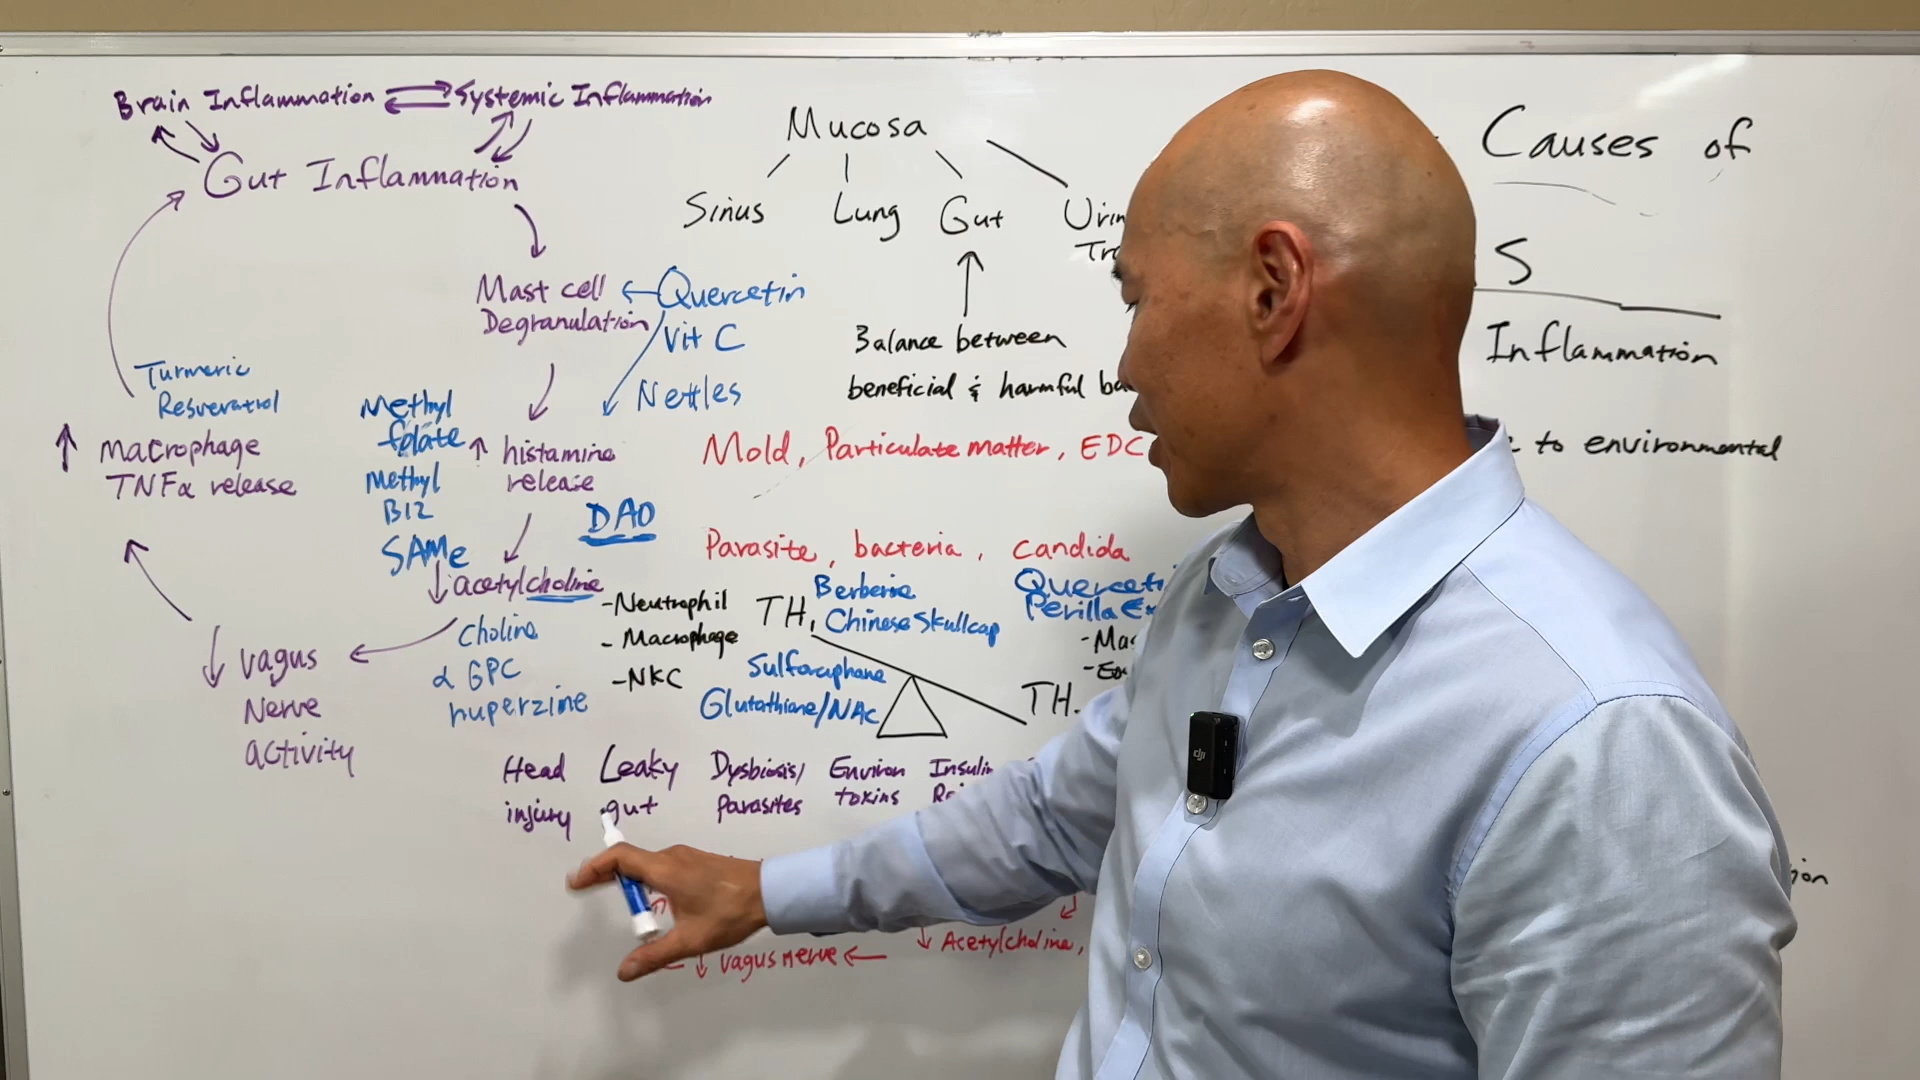 Brain Inflammation
Systemic Inflammation
Gut Inflammation
Mast cell
Degranulation
Quercetin
Vit C
Nettles
Turmeric
Resveratrol
↑ macrophage
TNFα release
Methyl
folate
Methyl
B12
SAMe
↑ histamine
release
DAO
↓ acetylcholine
Choline
α GPC
huperzine
↓ vagus
Nerve
activity
Mucosa
Sinus Lung Gut
Balance between
beneficial & harmful
Mold, Particulate matter, EDC
Parasite, bacteria, candida
-Neutrophil
-Macrophage
-NKC
TH1
Berberine
Chinese Skullcap
Sulforaphane
Glutathione/NAC
Perilla
TH
Head
injury
Leaky
gut
Dysbiosis/
parasites
Environ
toxins
↓ vagus nerve
↓ Acetylcholine,
Causes of
S
Inflammation
to environmental
dji